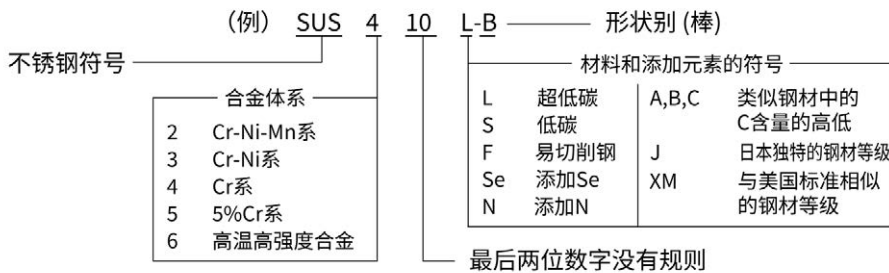 (例) SUS 4 10 L-B 形状别 (棒)
不锈钢符号
合金体系
2 Cr-Ni-Mn系
3 Cr-Ni系
4 Cr系
5 5%Cr系
6 高温高强度合金
材料和添加元素的符号
L 超低碳
S 低碳
F 易切削钢
Se 添加Se
N 添加N
A,B,C 类似钢材中的
C含量的高低
J 日本独特的钢材等级
XM 与美国标准相似
的钢材等级
最后两位数字没有规则